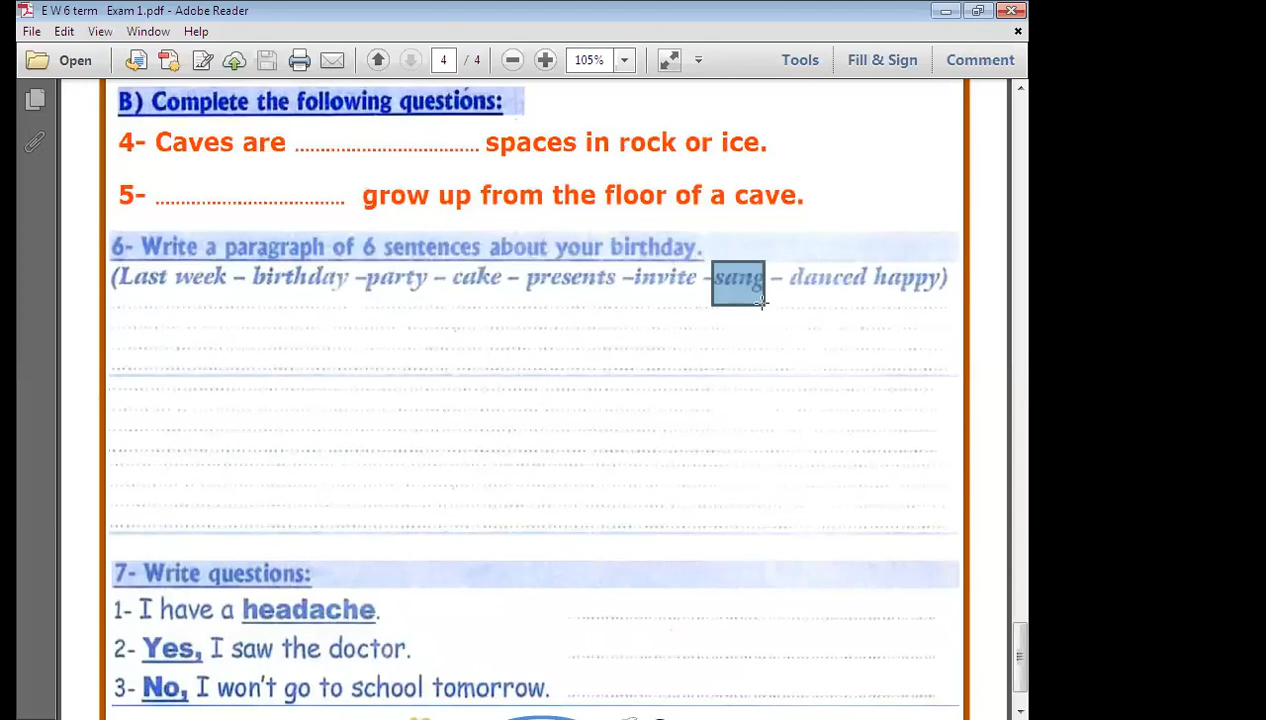 E W 6 term Exam 1.pdf - Adobe Reader
File Edit View Window Help
Open 4 / 4 105% Tools Fill & Sign Comment
B) Complete the following questions:
4- Caves are .................................... spaces in rock or ice.
5- .................................... grow up from the floor of a cave.
6- Write a paragraph of 6 sentences about your birthday.
(Last week – birthday –party – cake – presents –invite –sang – danced happy)
7- Write questions:
1- I have a headache.
2- Yes, I saw the doctor.
3- No, I won't go to school tomorrow.